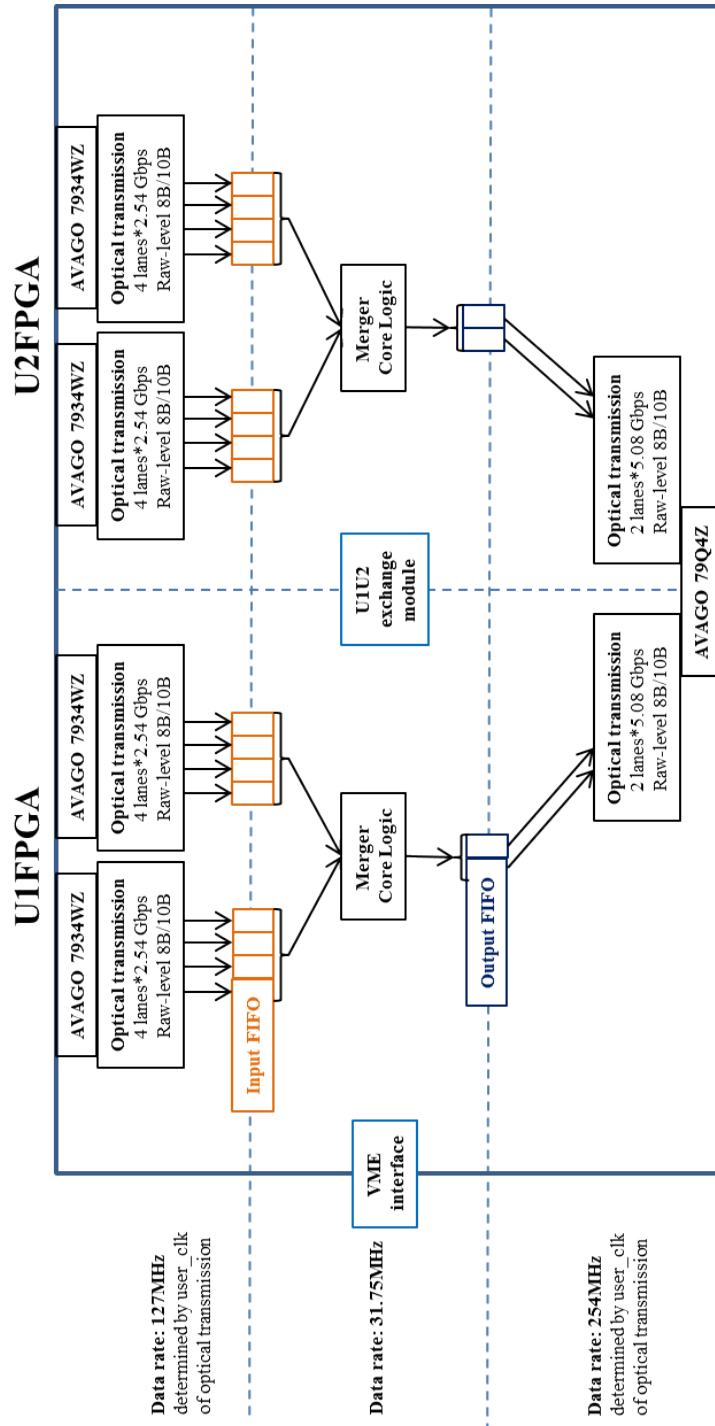 U1FPGA
U2FPGA
AVAGO 7934WZ
AVAGO 7934WZ
AVAGO 7934WZ
AVAGO 7934WZ
Data rate: 127MHz
determined by user_clk
of optical transmission
Optical transmission
4 lanes*2.54 Gbps
Raw-level 8B/10B
Optical transmission
4 lanes*2.54 Gbps
Raw-level 8B/10B
Optical transmission
4 lanes*2.54 Gbps
Raw-level 8B/10B
Optical transmission
4 lanes*2.54 Gbps
Raw-level 8B/10B
Input FIFO
Data rate: 31.75MHz
VME
interface
Merger
Core Logic
U1U2
exchange
module
Merger
Core Logic
Output FIFO
Data rate: 254MHz
determined by user_clk
of optical transmission
Optical transmission
2 lanes*5.08 Gbps
Raw-level 8B/10B
Optical transmission
2 lanes*5.08 Gbps
Raw-level 8B/10B
AVAGO 79Q4Z